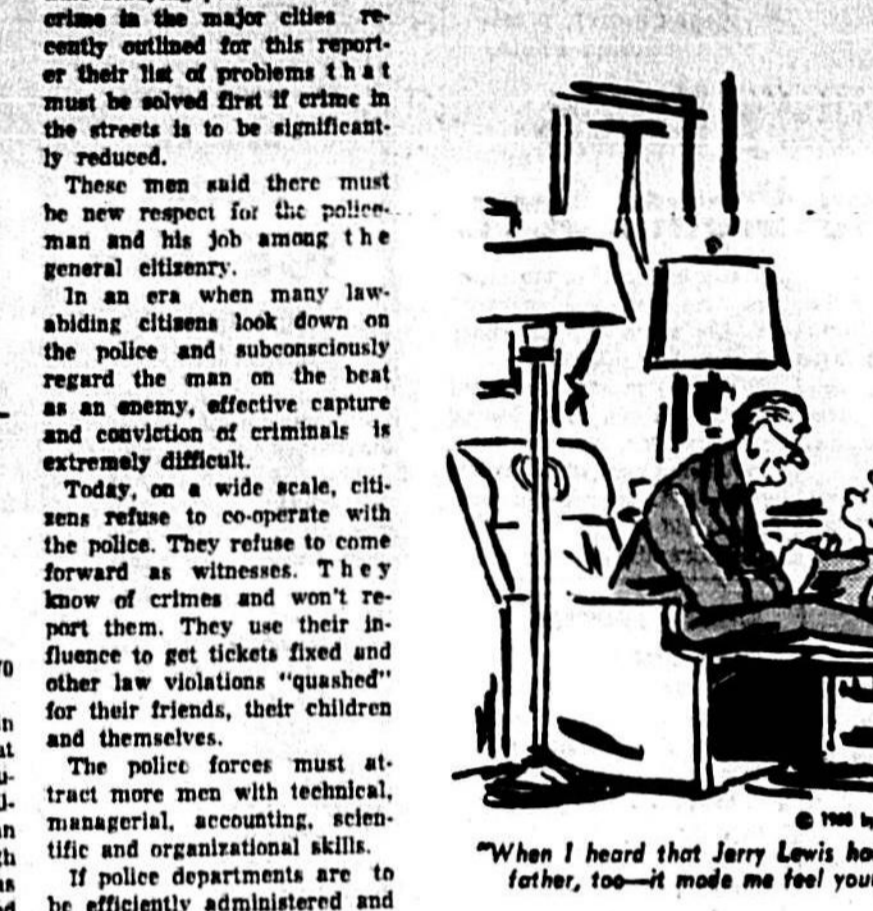 crime in the major cities re-
cently outlined for this report-
er their list of problems that
must be solved first if crime in
the streets is to be significant-
ly reduced.
These men said there must
be new respect for the police-
man and his job among the
general citizenry.
In an era when many law-
abiding citizens look down on
the police and subconsciously
regard the man on the beat
as an enemy, effective capture
and conviction of criminals is
extremely difficult.
Today, on a wide scale, citi-
zens refuse to co-operate with
the police. They refuse to come
forward as witnesses. They
know of crimes and won't re-
port them. They use their in-
fluence to get tickets fixed and
other law violations "quashed"
for their friends, their children
and themselves.
The police forces must at-
tract more men with technical,
managerial, accounting, scien-
tific and organizational skills.
If police departments are to
be efficiently administered and
© 1968 by
"When I heard that Jerry Lewis
father, too—it made me feel